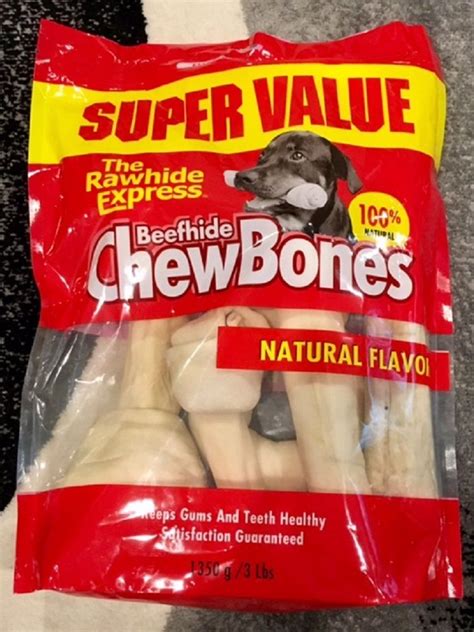 SUPER VALUE
The
Rawhide
Express
100%
NATURAL
Beefhide
ChewBones
NATURAL FLAVO
Keeps Gums And Teeth Healthy
Satisfaction Guaranteed
1350 g / 3 Lbs